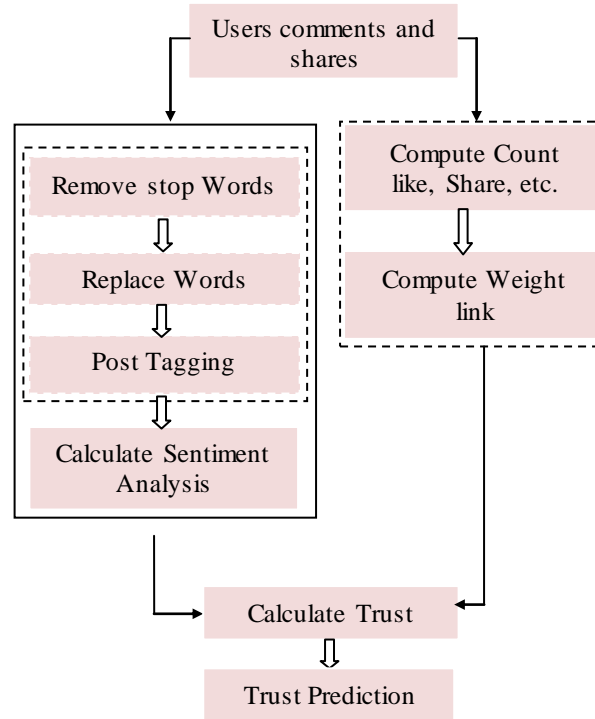 Users comments and
shares
Remove stop Words
Replace Words
Post Tagging
Calculate Sentiment
Analysis
Compute Count
like, Share, etc.
Compute Weight
link
Calculate Trust
Trust Prediction